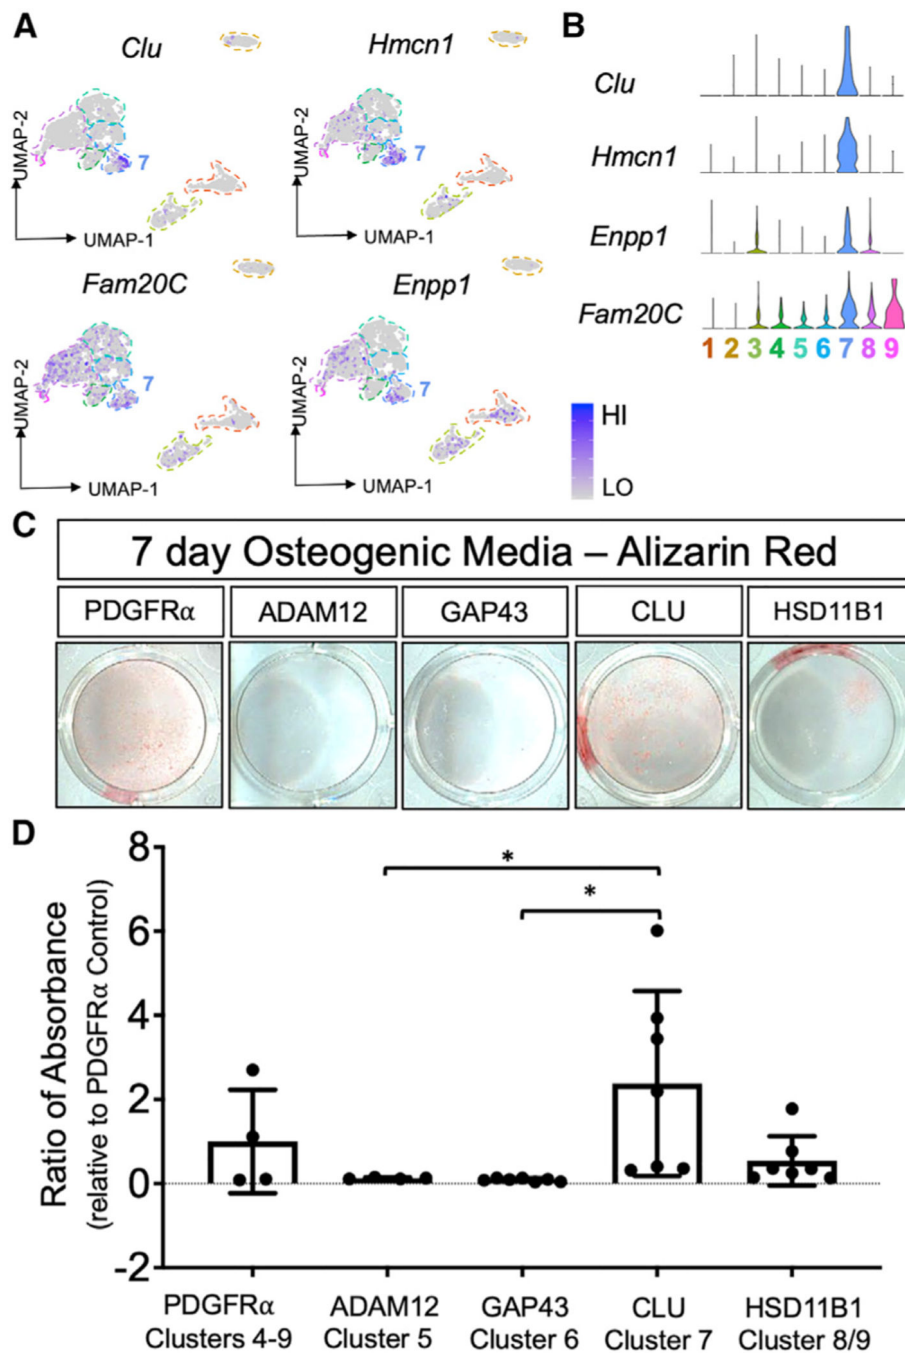 A
Clu
Hmcn1
UMAP-2
7
UMAP-1
UMAP-2
7
UMAP-1
Fam20C
Enpp1
UMAP-2
7
UMAP-1
UMAP-2
7
UMAP-1
HI
LO
B
Clu
Hmcn1
Enpp1
Fam20C
1 2 3 4 5 6 7 8 9
C
7 day Osteogenic Media – Alizarin Red
PDGFRα
ADAM12
GAP43
CLU
HSD11B1
D
Ratio of Absorbance
(relative to PDGFRα Control)
8
6
4
2
0
-2
*
*
PDGFRα
Clusters 4-9
ADAM12
Cluster 5
GAP43
Cluster 6
CLU
Cluster 7
HSD11B1
Cluster 8/9